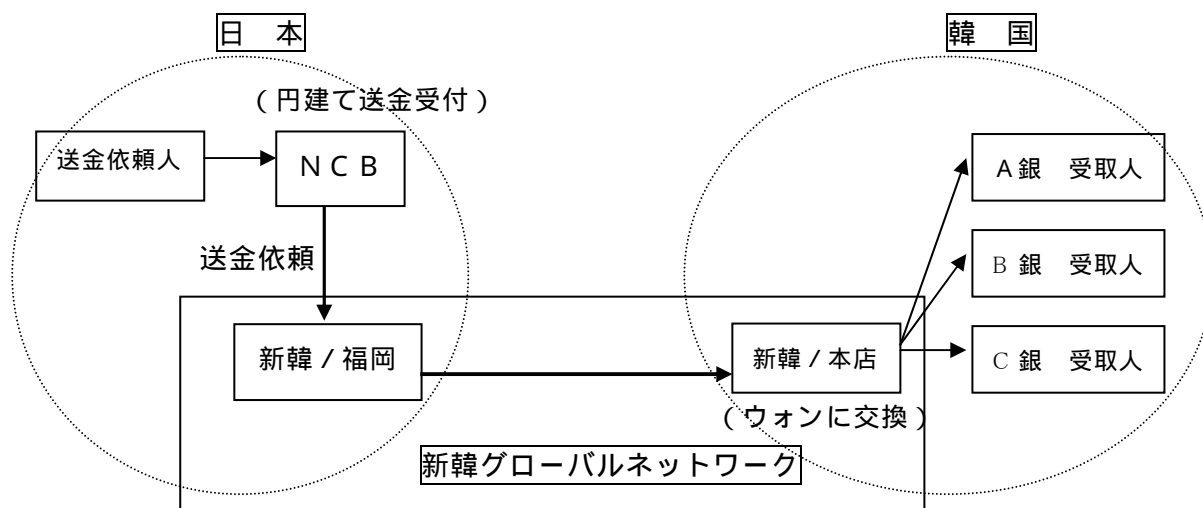 日　本
韓　国
（円建て送金受付）
送金依頼人
ＮＣＢ
A銀　受取人
送金依頼
B 銀　受取人
新韓／福岡
新韓／本店
C 銀　受取人
（ウォンに交換）
新韓グローバルネットワーク